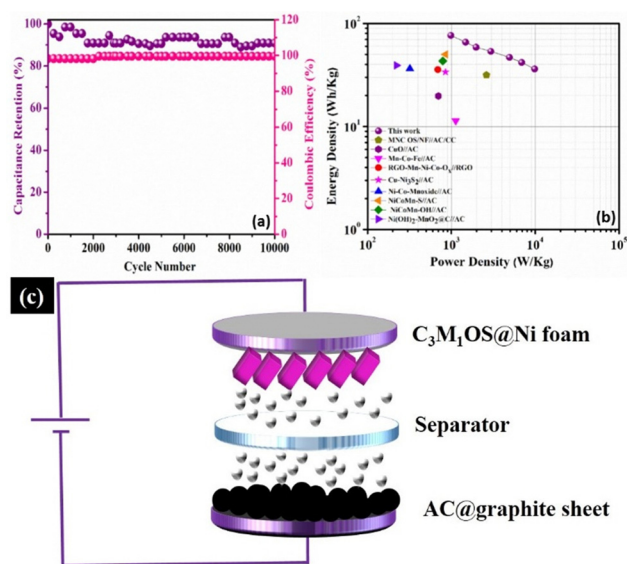 Capacitance Retention (%)
100
80
60
40
20
0
0 2000 4000 6000 8000 10000
Cycle Number
120
100
80
60
40
20
0
Coulombic Efficiency (%)
(a)
Energy Density (Wh/Kg)
10²
10¹
10⁰
This work
MNC OS/NF//AC/CC
CuO//AC
Mn-Co-Fe//AC
RGO-Mn-Ni-Co-Oₓ//RGO
Cu-Ni₃S₂//AC
Ni-Co-Mnoxide//AC
NiCoMn-S//AC
NiCoMn-OH//AC
Ni(OH)₂-MnO₂@C//AC
(b)
10² 10³ 10⁴ 10⁵
Power Density (W/Kg)
(c)
C₃M₁OS@Ni foam
Separator
AC@graphite sheet